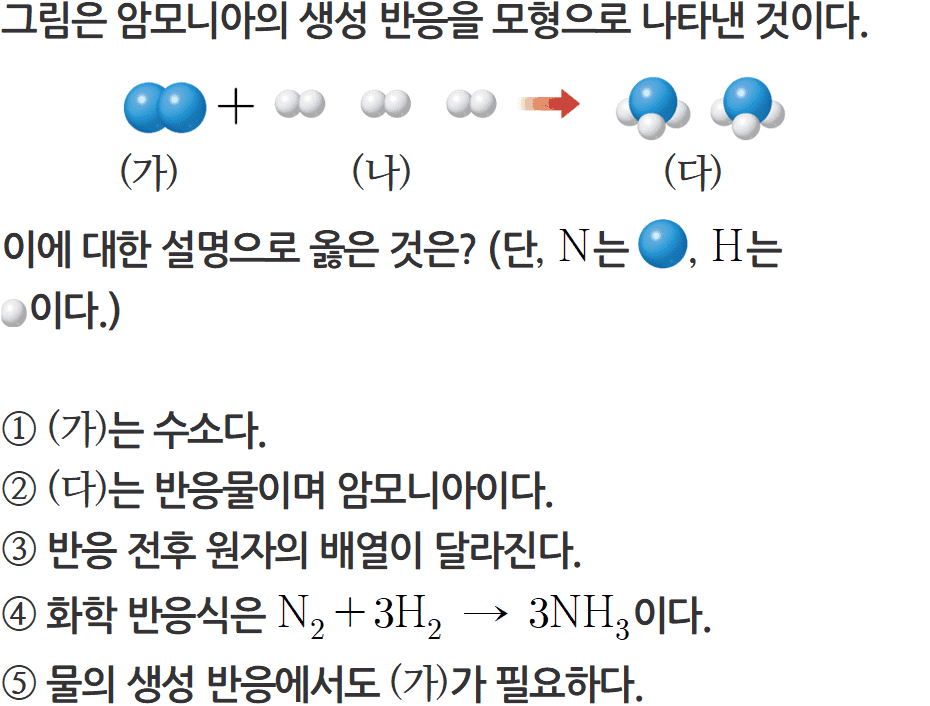 그림은 암모니아의 생성 반응을 모형으로 나타낸 것이다.
+
(가) (나) (다)
이에 대한 설명으로 옳은 것은? (단, N는 , H는
이다.)
① (가)는 수소다.
② (다)는 반응물이며 암모니아이다.
③ 반응 전후 원자의 배열이 달라진다.
④ 화학 반응식은 N₂ + 3H₂ → 3NH₃이다.
⑤ 물의 생성 반응에서도 (가)가 필요하다.